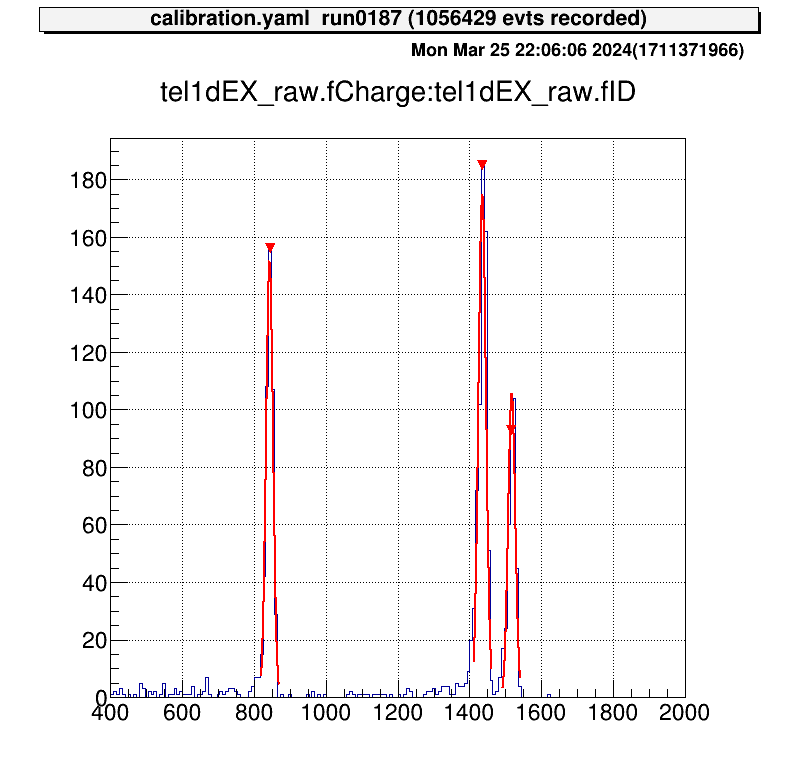 calibration.yaml run0187 (1056429 evts recorded)
Mon Mar 25 22:06:06 2024(1711371966)
tel1dEX_raw.fCharge:tel1dEX_raw.fID
180
160
140
120
100
80
60
40
20
0
400 600 800 1000 1200 1400 1600 1800 2000